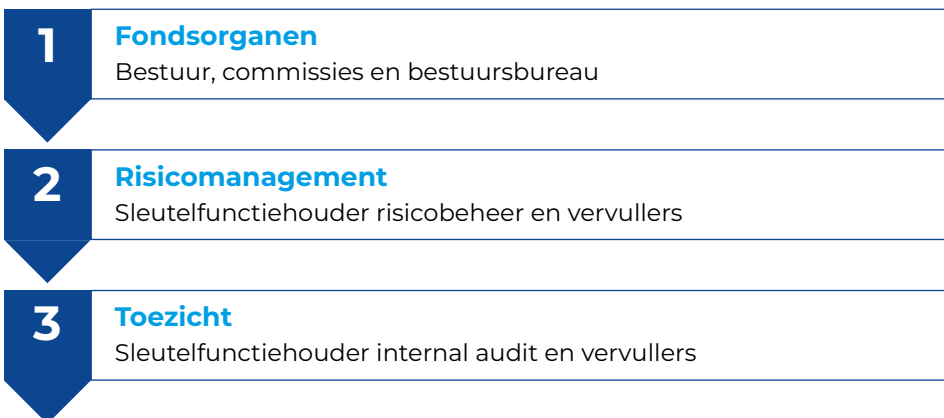 1
Fondsorganen
Bestuur, commissies en bestuursbureau
2
Risicomanagement
Sleutelfunctiehouder risicobeheer en vervullers
3
Toezicht
Sleutelfunctiehouder internal audit en vervullers